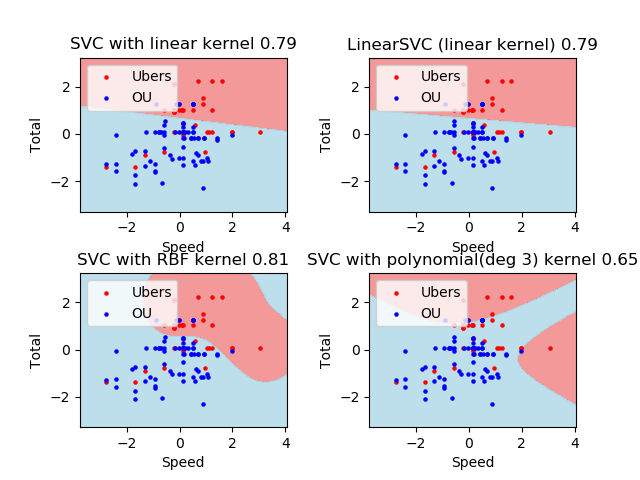 SVC with linear kernel 0.79
LinearSVC (linear kernel) 0.79
Total
2
0
−2
Ubers
OU
−2
0
2
4
Speed
Total
2
0
−2
Ubers
OU
−2
0
2
4
Speed
SVC with RBF kernel 0.81
SVC with polynomial(deg 3) kernel 0.65
Total
2
0
−2
Ubers
OU
−2
0
2
4
Speed
Total
2
0
−2
Ubers
OU
−2
0
2
4
Speed